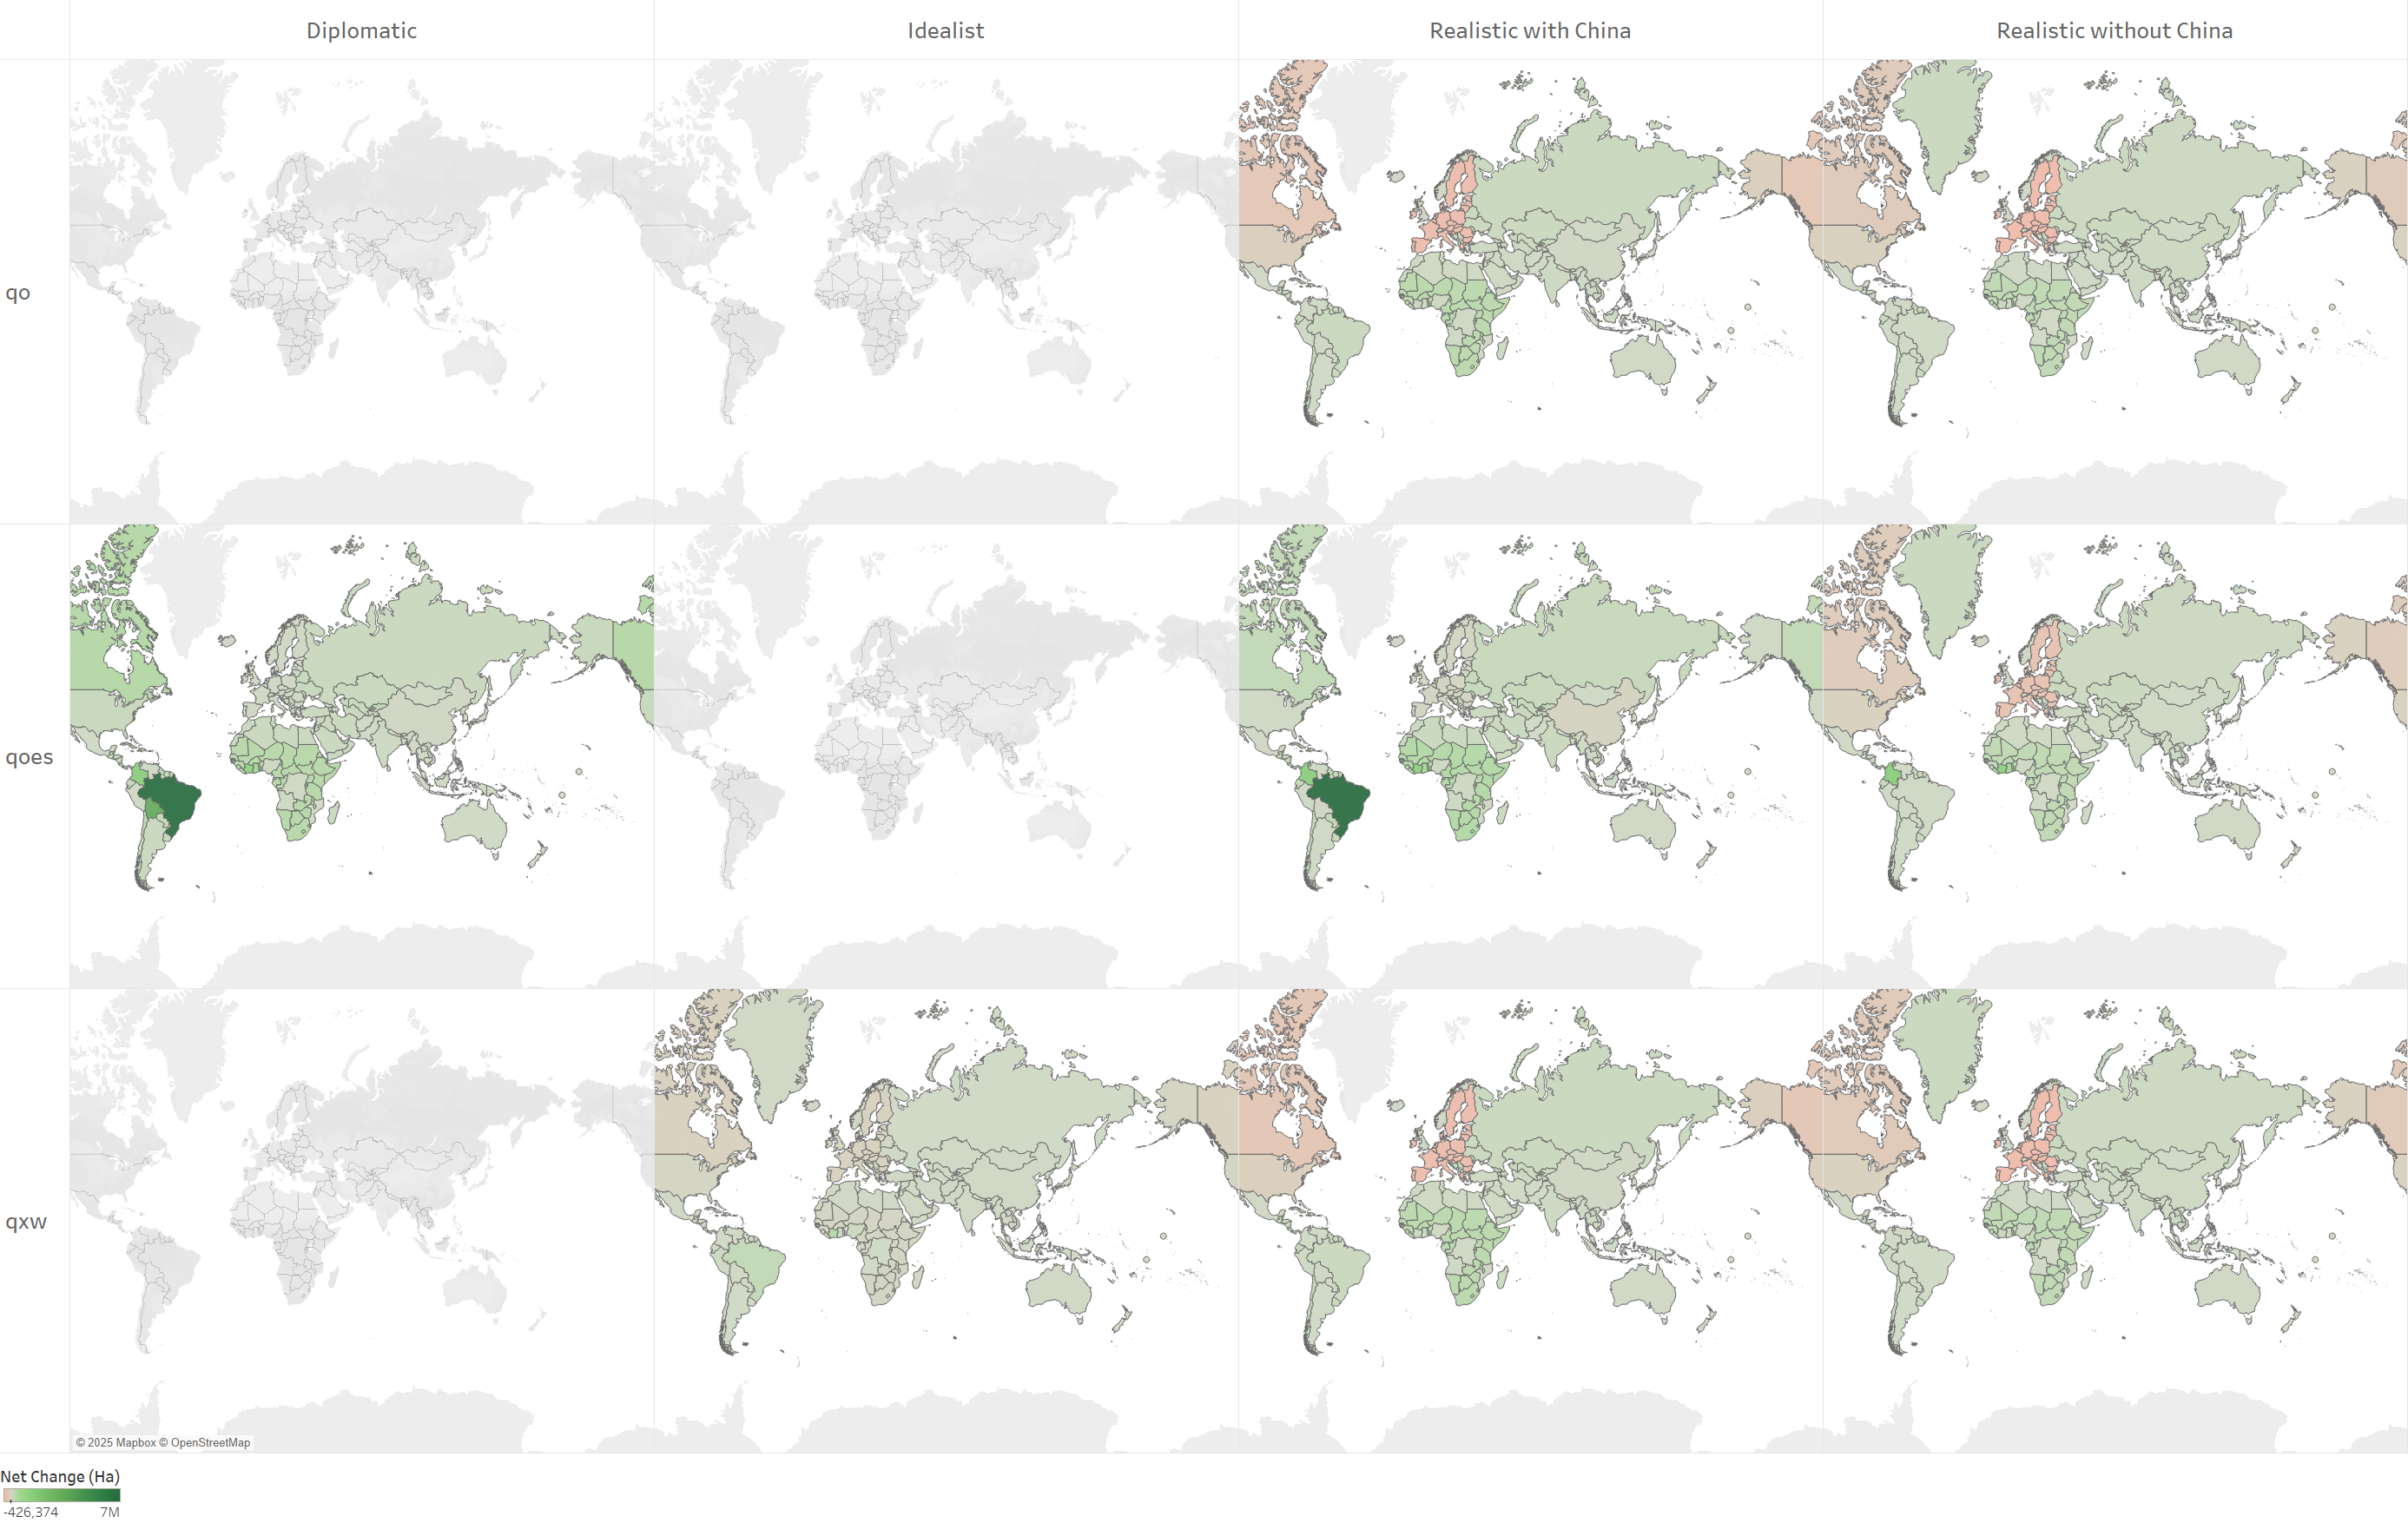 Diplomatic
Idealist
Realistic with China
Realistic without China
qo
qoes
qxw
© 2025 Mapbox © OpenStreetMap
Net Change (Ha)
-426,374 7M